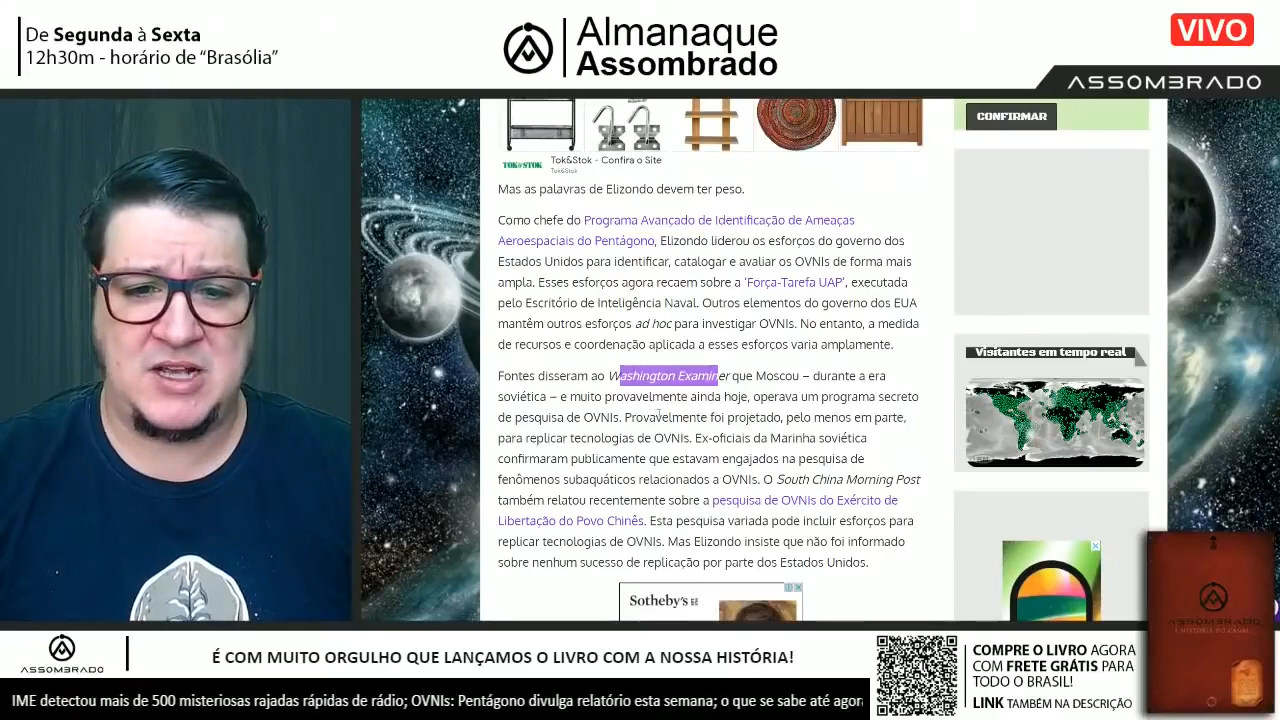 De Segunda à Sexta
12h30m - horário de “Brasólia”
Almanaque
Assombrado
VIVO
ASSOMBRADO
CONFIRMAR
TOK&STOK
Tok&Stok - Confira o Site
Tok&Stok
Mas as palavras de Elizondo devem ter peso.
Como chefe do Programa Avançado de Identificação de Ameaças
Aeroespaciais do Pentágono, Elizondo liderou os esforços do governo dos
Estados Unidos para identificar, catalogar e avaliar os OVNIs de forma mais
ampla. Esses esforços agora recaem sobre a ‘Força-Tarefa UAP’, executada
pelo Escritório de Inteligência Naval. Outros elementos do governo dos EUA
mantêm outros esforços ad hoc para investigar OVNIs. No entanto, a medida
de recursos e coordenação aplicada a esses esforços varia amplamente.
Fontes disseram ao Washington Examiner que Moscou – durante a era
soviética – e muito provavelmente ainda hoje, operava um programa secreto
de pesquisa de OVNIs. Provavelmente foi projetado, pelo menos em parte,
para replicar tecnologias de OVNIs. Ex-oficiais da Marinha soviética
confirmaram publicamente que estavam engajados na pesquisa de
fenômenos subaquáticos relacionados a OVNIs. O South China Morning Post
também relatou recentemente sobre a pesquisa de OVNIs do Exército de
Libertação do Povo Chinês. Esta pesquisa variada pode incluir esforços para
replicar tecnologias de OVNIs. Mas Elizondo insiste que não foi informado
sobre nenhum sucesso de replicação por parte dos Estados Unidos.
Visitantes em tempo real
Sotheby's
ASSOMBRADO
A HISTÓRIA DO CANAL
ASSOMBRADO
É COM MUITO ORGULHO QUE LANÇAMOS O LIVRO COM A NOSSA HISTÓRIA!
COMPRE O LIVRO AGORA
COM FRETE GRÁTIS PARA
TODO O BRASIL!
LINK TAMBÉM NA DESCRIÇÃO
IME detectou mais de 500 misteriosas rajadas rápidas de rádio; OVNIs: Pentágono divulga relatório esta semana; o que se sabe até agor